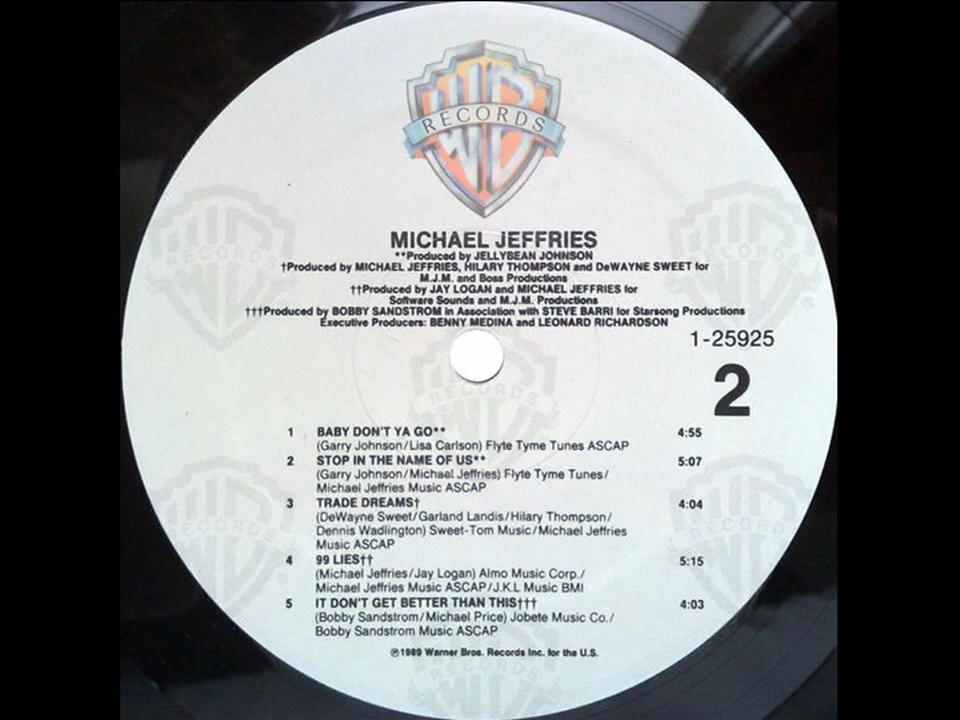 WB
RECORDS
MICHAEL JEFFRIES
**Produced by JELLYBEAN JOHNSON
†Produced by MICHAEL JEFFRIES, HILARY THOMPSON and DeWAYNE SWEET for
M.J.M. and Boss Productions
††Produced by JAY LOGAN and MICHAEL JEFFRIES for
Software Sounds and M.J.M. Productions
†††Produced by BOBBY SANDSTROM in Association with STEVE BARRI for Starsong Productions
Executive Producers: BENNY MEDINA and LEONARD RICHARDSON
1-25925
2
1 BABY DON'T YA GO** 4:55
(Garry Johnson/Lisa Carlson) Flyte Tyme Tunes ASCAP
2 STOP IN THE NAME OF US** 5:07
(Garry Johnson/Michael Jeffries) Flyte Tyme Tunes/
Michael Jeffries Music ASCAP
3 TRADE DREAMS† 4:04
(DeWayne Sweet/Garland Landis/Hilary Thompson/
Dennis Wadlington) Sweet-Tom Music/Michael Jeffries
Music ASCAP
4 99 LIES†† 5:15
(Michael Jeffries/Jay Logan) Almo Music Corp./
Michael Jeffries Music ASCAP/J.K.L Music BMI
5 IT DON'T GET BETTER THAN THIS††† 4:03
(Bobby Sandstrom/Michael Price) Jobete Music Co./
Bobby Sandstrom Music ASCAP
℗1989 Warner Bros. Records Inc. for the U.S.